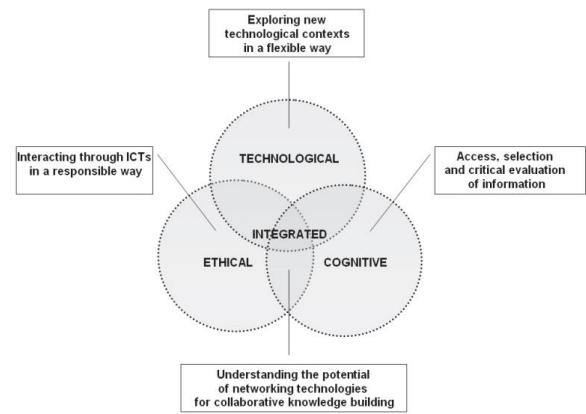 Exploring new
technological contexts
in a flexible way
TECHNOLOGICAL
Interacting through ICTs
in a responsible way
Access, selection
and critical evaluation
of information
INTEGRATED
ETHICAL
COGNITIVE
Understanding the potential
of networking technologies
for collaborative knowledge building